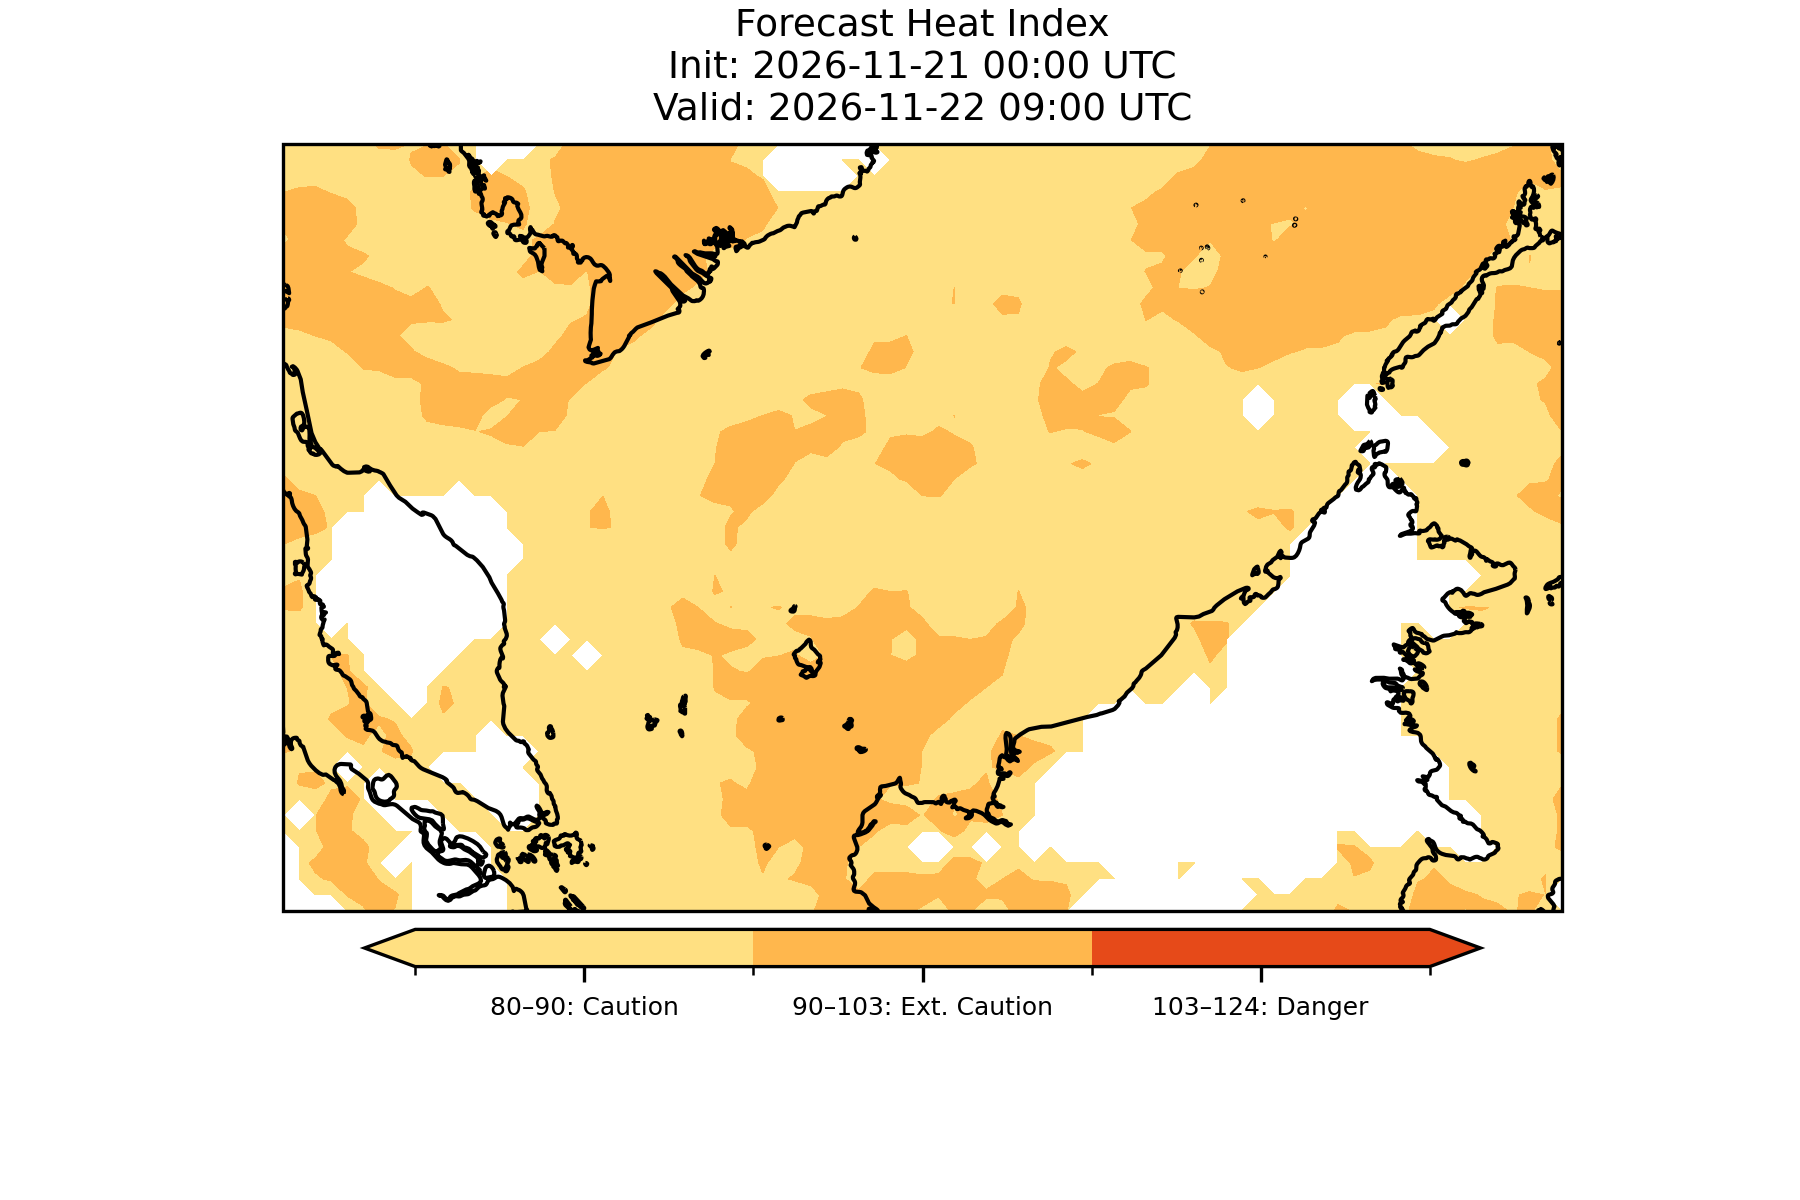 Forecast Heat Index
Init: 2026-11-21 00:00 UTC
Valid: 2026-11-22 09:00 UTC
80–90: Caution
90–103: Ext. Caution
103–124: Danger